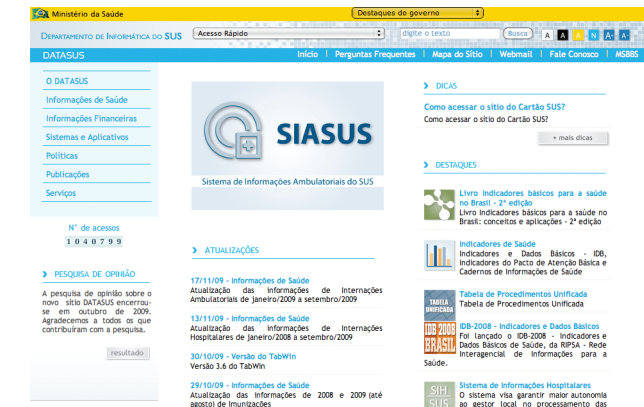 Ministério da Saúde
Destaques do governo
DEPARTAMENTO DE INFORMÁTICA DO SUS
Acesso Rápido
digite o texto
Busca
A A A N A+ A-
DATASUS
Início | Perguntas Frequentes | Mapa do Sítio | Webmail | Fale Conosco | MSBBS
O DATASUS
Informações de Saúde
Informações Financeiras
Sistemas e Aplicativos
Políticas
Publicações
Serviços
N° de acessos
1040799
PESQUISA DE OPINIÃO
A pesquisa de opinião sobre o
novo sítio DATASUS encerrou-
se em outubro de 2009.
Agradecemos a todos os que
contribuíram com a pesquisa.
resultado
SIASUS
Sistema de Informações Ambulatoriais do SUS
ATUALIZAÇÕES
17/11/09 - Informações de Saúde
Atualização das informações de Internações
Ambulatoriais de janeiro/2009 a setembro/2009
13/11/09 - Informações de Saúde
Atualização das informações de Internações
Hospitalares de janeiro/2008 a setembro/2009
30/10/09 - Versão do TabWin
Versão 3.6 do TabWin
29/10/09 - Informações de Saúde
Atualização das informações de 2008 e 2009 (até
agosto) de Imunizações
DICAS
Como acessar o sítio do Cartão SUS?
Como acessar o sítio do Cartão SUS?
+ mais dicas
DESTAQUES
Livro Indicadores básicos para a saúde
no Brasil - 2ª edição
Livro Indicadores básicos para a saúde no
Brasil: conceitos e aplicações - 2ª edição
Indicadores de Saúde
Indicadores e Dados Básicos - IDB,
Indicadores do Pacto de Atenção Básica e
Cadernos de Informações de Saúde
TABELA
UNIFICADA
Tabela de Procedimentos Unificada
Tabela de Procedimentos Unificada
IDB 2008
BRASIL
IDB-2008 - Indicadores e Dados Básicos
Foi lançado o IDB-2008 - Indicadores e
Dados Básicos de Saúde, da RIPSA - Rede
Interagencial de Informações para a
Saúde.
SIH
SUS
Sistema de Informações Hospitalares
O sistema visa garantir maior autonomia
ao gestor local no processamento das